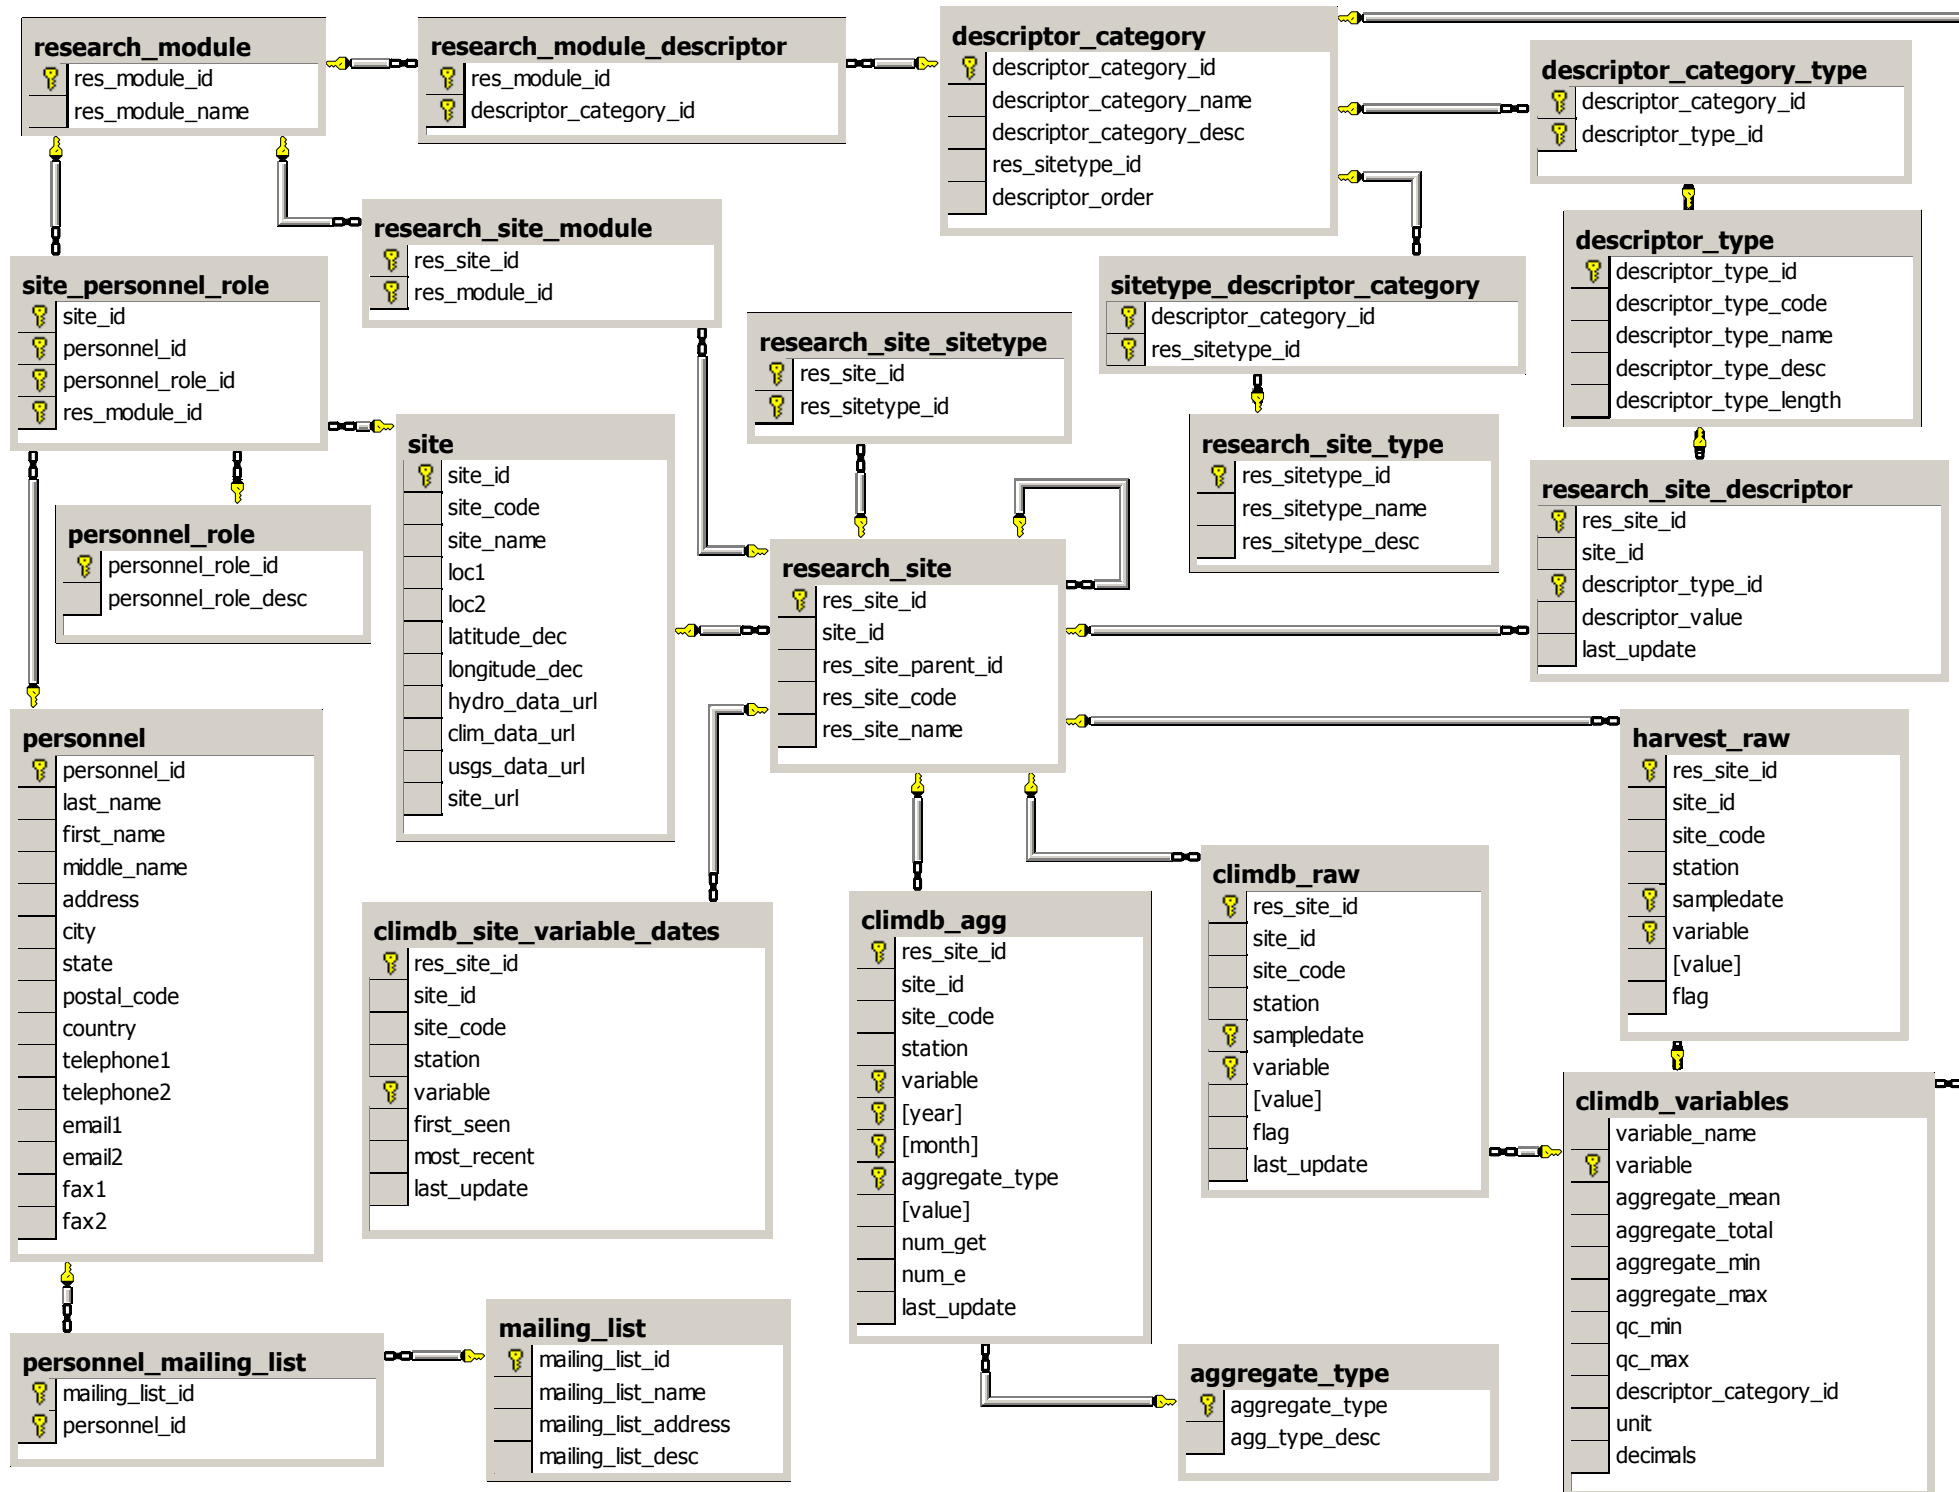 research_module
res_module_id
res_module_name
research_module_descriptor
res_module_id
descriptor_category_id
descriptor_category
descriptor_category_id
descriptor_category_name
descriptor_category_desc
res_sitetype_id
descriptor_order
descriptor_category_type
descriptor_category_id
descriptor_type_id
research_site_module
res_site_id
res_module_id
descriptor_type
descriptor_type_id
descriptor_type_code
descriptor_type_name
descriptor_type_desc
descriptor_type_length
site_personnel_role
site_id
personnel_id
personnel_role_id
res_module_id
sitetype_descriptor_category
descriptor_category_id
res_sitetype_id
research_site_sitetype
res_site_id
res_sitetype_id
site
site_id
site_code
site_name
loc1
loc2
latitude_dec
longitude_dec
hydro_data_url
clim_data_url
usgs_data_url
site_url
research_site_type
res_sitetype_id
res_sitetype_name
res_sitetype_desc
research_site_descriptor
res_site_id
site_id
descriptor_type_id
descriptor_value
last_update
personnel_role
personnel_role_id
personnel_role_desc
research_site
res_site_id
site_id
res_site_parent_id
res_site_code
res_site_name
personnel
personnel_id
last_name
first_name
middle_name
address
city
state
postal_code
country
telephone1
telephone2
email1
email2
fax1
fax2
harvest_raw
res_site_id
site_id
site_code
station
sampledate
variable
[value]
flag
climdb_raw
res_site_id
site_id
site_code
station
sampledate
variable
[value]
flag
last_update
climdb_agg
res_site_id
site_id
site_code
station
variable
[year]
[month]
aggregate_type
[value]
num_get
num_e
last_update
climdb_site_variable_dates
res_site_id
site_id
site_code
station
variable
first_seen
most_recent
last_update
climdb_variables
variable_name
variable
aggregate_mean
aggregate_total
aggregate_min
aggregate_max
qc_min
qc_max
descriptor_category_id
unit
decimals
mailing_list
mailing_list_id
mailing_list_name
mailing_list_address
mailing_list_desc
personnel_mailing_list
mailing_list_id
personnel_id
aggregate_type
aggregate_type
agg_type_desc